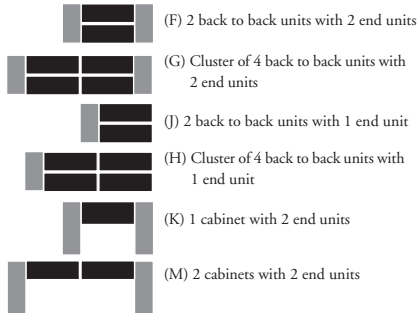 (F) 2 back to back units with 2 end units
(G) Cluster of 4 back to back units with
2 end units
(J) 2 back to back units with 1 end unit
(H) Cluster of 4 back to back units with
1 end unit
(K) 1 cabinet with 2 end units
(M) 2 cabinets with 2 end units